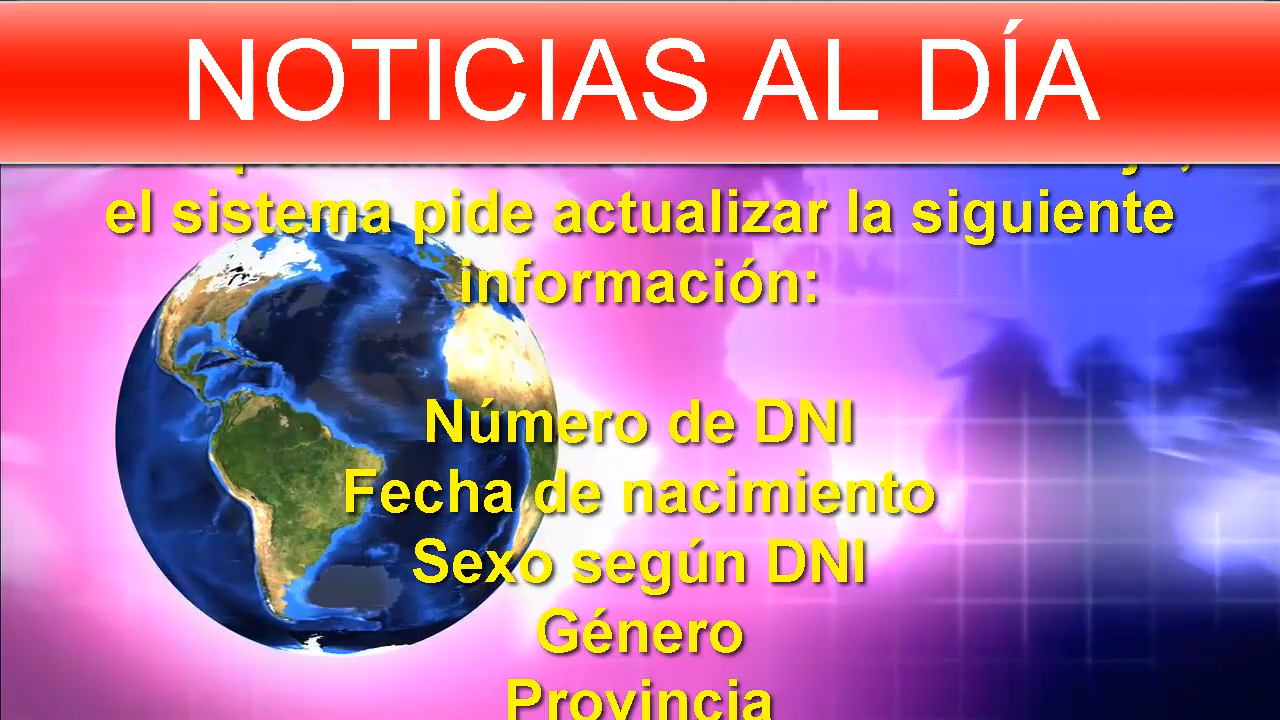 NOTICIAS AL DÍA
el sistema pide actualizar la siguiente
información:
Número de DNI
Fecha de nacimiento
Sexo según DNI
Género
Provincia